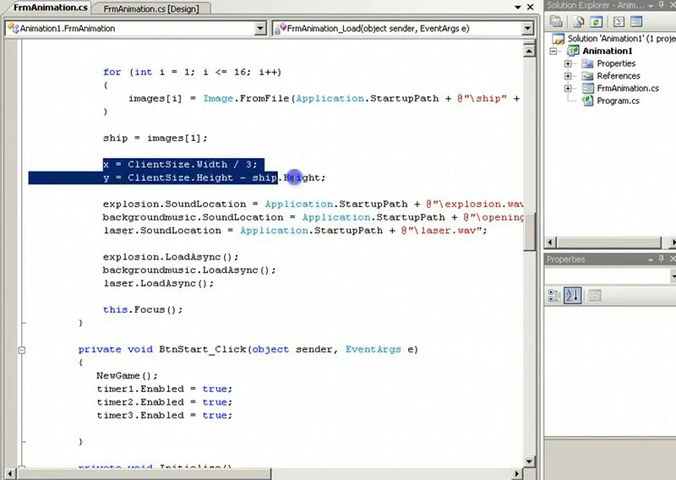 FrmAnimation.cs
FrmAnimation.cs [Design]
Solution Explorer - Anim...
Animation1.FrmAnimation
FrmAnimation_Load(object sender, EventArgs e)
Solution 'Animation1' (1 proje
Animation1
Properties
References
FrmAnimation.cs
Program.cs
for (int i = 1; i <= 16; i++)
{
images[i] = Image.FromFile(Application.StartupPath + @"\ship" +
}
ship = images[1];
x = ClientSize.Width / 3;
y = ClientSize.Height - ship.Height;
explosion.SoundLocation = Application.StartupPath + @"\explosion.wav
backgroundmusic.SoundLocation = Application.StartupPath + @"\opening
laser.SoundLocation = Application.StartupPath + @"\laser.wav";
explosion.LoadAsync();
backgroundmusic.LoadAsync();
laser.LoadAsync();
this.Focus();
}
Properties
private void BtnStart_Click(object sender, EventArgs e)
{
NewGame();
timer1.Enabled = true;
timer2.Enabled = true;
timer3.Enabled = true;
}
private void Initialize()